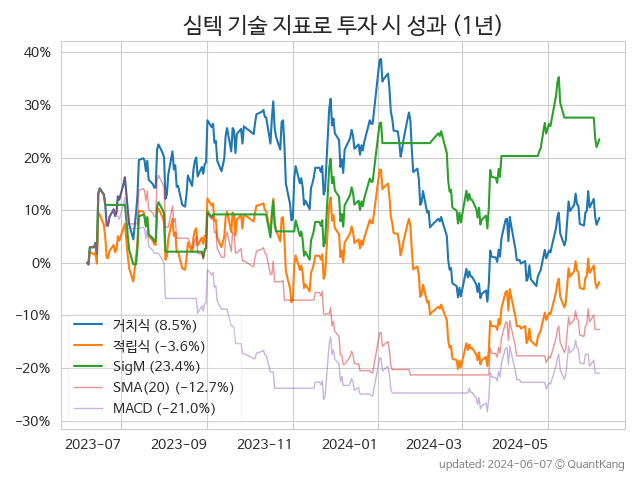 심텍 기술 지표로 투자 시 성과 (1년)
40%
30%
20%
10%
0%
−10%
−20%
−30%
거치식 (8.5%)
적립식 (−3.6%)
SigM (23.4%)
SMA(20) (−12.7%)
MACD (−21.0%)
2023-07
2023-09
2023-11
2024-01
2024-03
2024-05
updated: 2024-06-07 © QuantKang